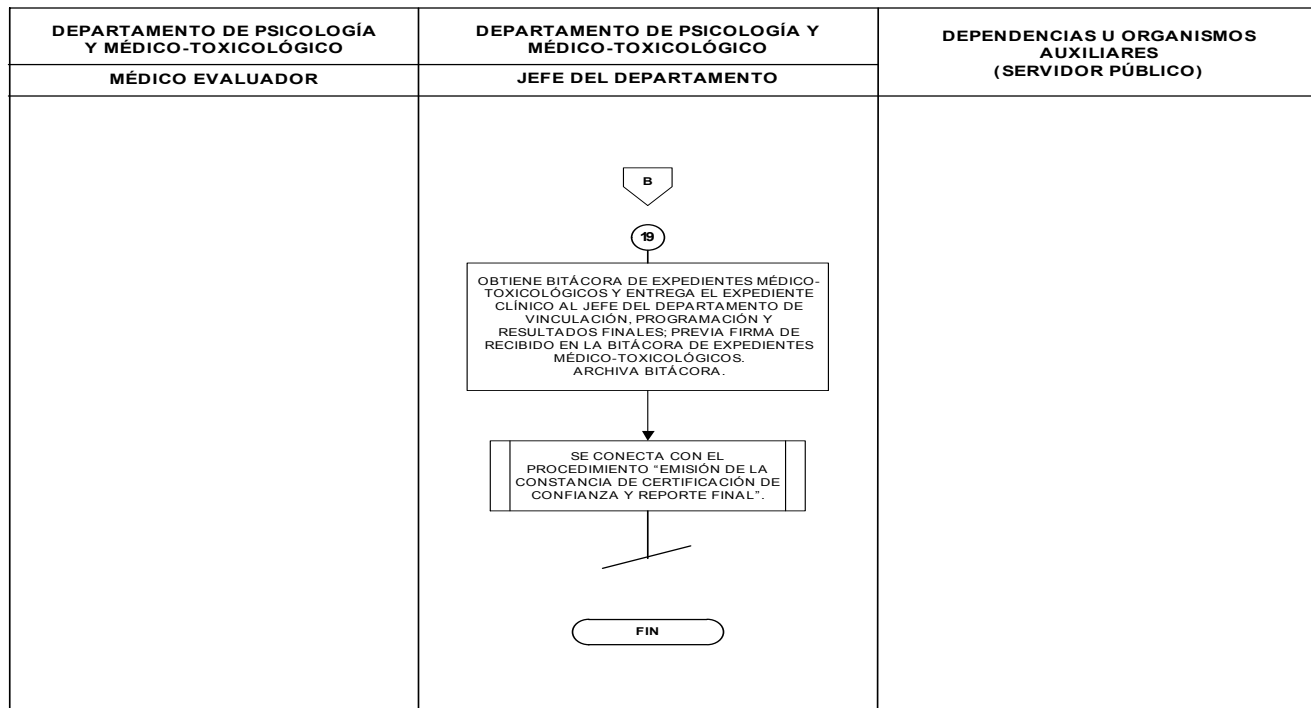 DEPARTAMENTO DE PSICOLOGÍA
Y MÉDICO-TOXICOLÓGICO
MÉDICO EVALUADOR
DEPARTAMENTO DE PSICOLOGÍA Y
MÉDICO-TOXICOLÓGICO
JEFE DEL DEPARTAMENTO
DEPENDENCIAS U ORGANISMOS
AUXILIARES
(SERVIDOR PÚBLICO)
B
19
OBTIENE BITÁCORA DE EXPEDIENTES MÉDICO-
TOXICOLÓGICOS Y ENTREGA EL EXPEDIENTE
CLÍNICO AL JEFE DEL DEPARTAMENTO DE
VINCULACIÓN, PROGRAMACIÓN Y
RESULTADOS FINALES; PREVIA FIRMA DE
RECIBIDO EN LA BITÁCORA DE EXPEDIENTES
MÉDICO-TOXICOLÓGICOS.
ARCHIVA BITÁCORA.
SE CONECTA CON EL
PROCEDIMIENTO “EMISIÓN DE LA
CONSTANCIA DE CERTIFICACIÓN DE
CONFIANZA Y REPORTE FINAL”.
FIN